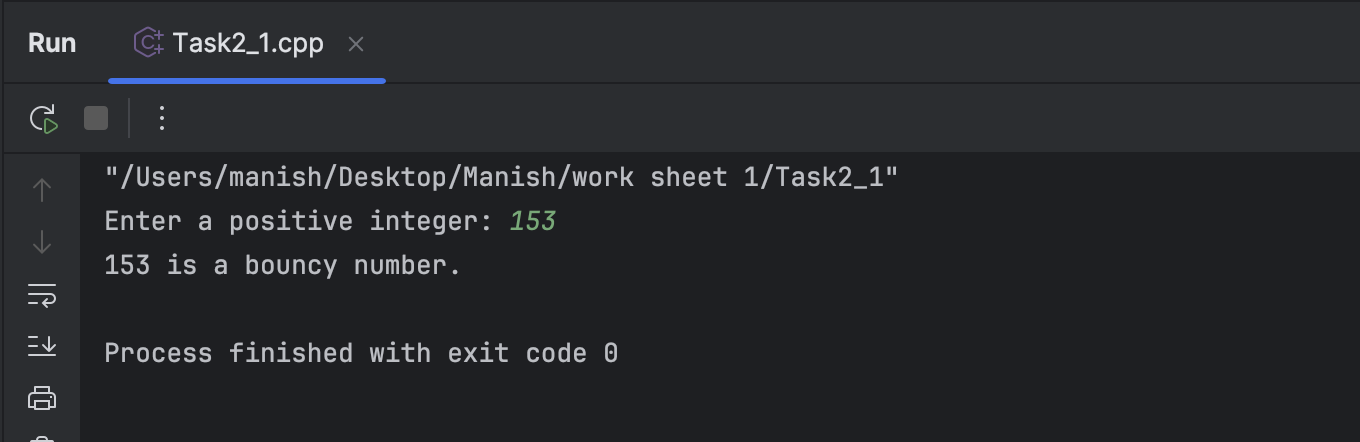 Run Task2_1.cpp
"/Users/manish/Desktop/Manish/work sheet 1/Task2_1"
Enter a positive integer: 153
153 is a bouncy number.
Process finished with exit code 0